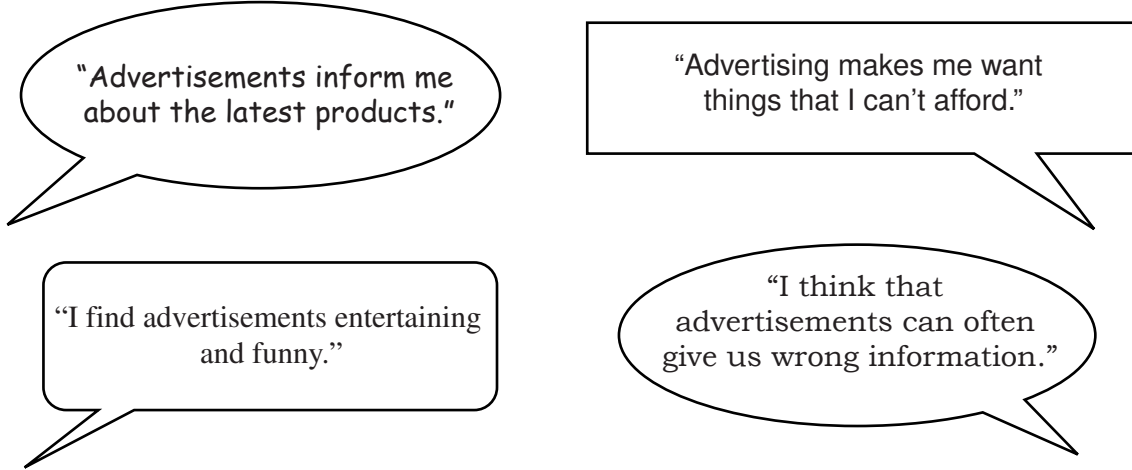 “Advertisements inform me
about the latest products.”
“Advertising makes me want
things that I can't afford.”
“I find advertisements entertaining
and funny.”
“I think that
advertisements can often
give us wrong information.”